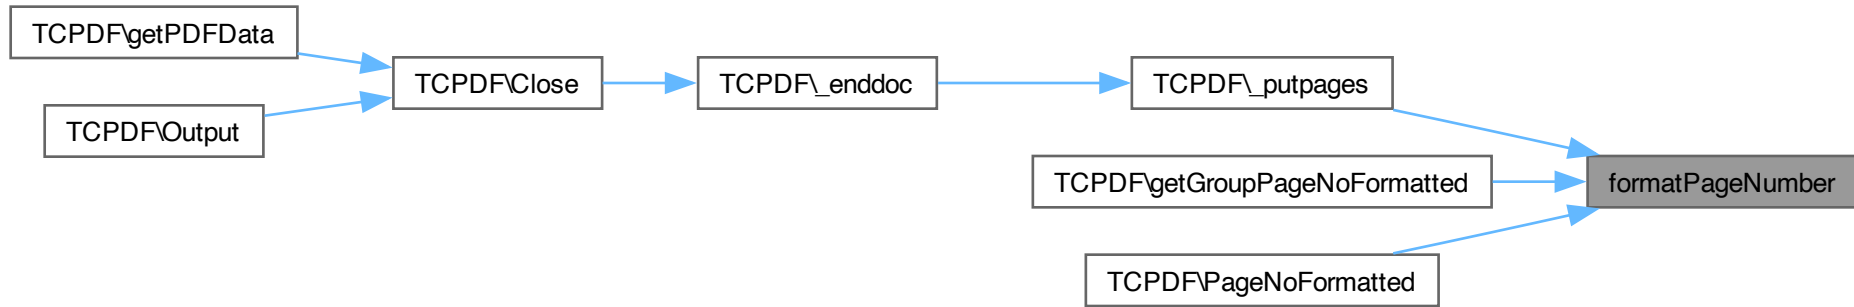 TCPDF\getPDFData
TCPDF\Output
TCPDF\Close
TCPDF\_enddoc
TCPDF\_putpages
TCPDF\getGroupPageNoFormatted
TCPDF\PageNoFormatted
formatPageNumber